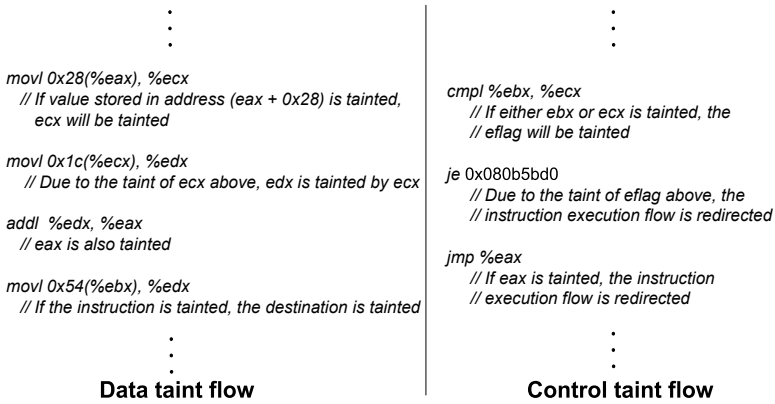 movl 0x28(%eax), %ecx
// If value stored in address (eax + 0x28) is tainted,
ecx will be tainted
movl 0x1c(%ecx), %edx
// Due to the taint of ecx above, edx is tainted by ecx
addl %edx, %eax
// eax is also tainted
movl 0x54(%ebx), %edx
// If the instruction is tainted, the destination is tainted
Data taint flow
cmpl %ebx, %ecx
// If either ebx or ecx is tainted, the
// eflag will be tainted
je 0x080b5bd0
// Due to the taint of eflag above, the
// instruction execution flow is redirected
jmp %eax
// If eax is tainted, the instruction
// execution flow is redirected
Control taint flow